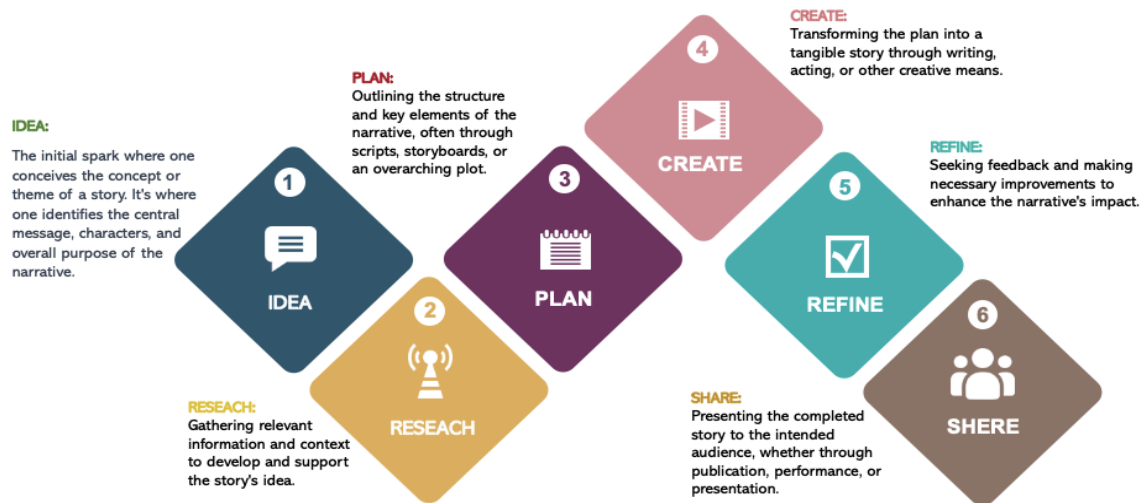 IDEA:
The initial spark where one
conceives the concept or
theme of a story. It's where
one identifies the central
message, characters, and
overall purpose of the
narrative.
1
IDEA
2
RESEACH
RESEACH:
Gathering relevant
information and context
to develop and support
the story's idea.
PLAN:
Outlining the structure
and key elements of the
narrative, often through
scripts, storyboards, or
an overarching plot.
3
PLAN
4
CREATE
CREATE:
Transforming the plan into a
tangible story through writing,
acting, or other creative means.
5
REFINE
REFINE:
Seeking feedback and making
necessary improvements to
enhance the narrative's impact.
6
SHERE
SHARE:
Presenting the completed
story to the intended
audience, whether through
publication, performance, or
presentation.